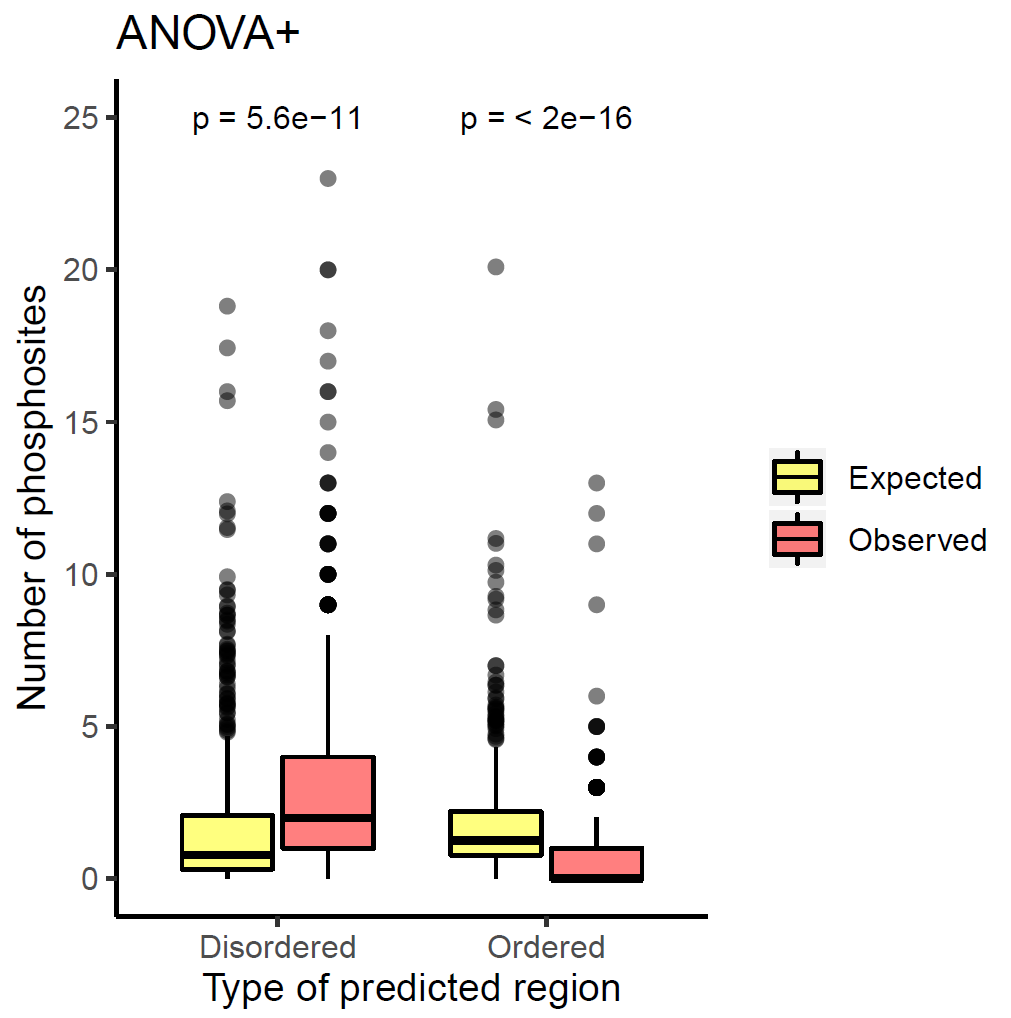 ANOVA+
p = 5.6e−11 p = < 2e−16
25
20
15
10
5
0
Number of phosphosites
Expected
Observed
Disordered Ordered
Type of predicted region